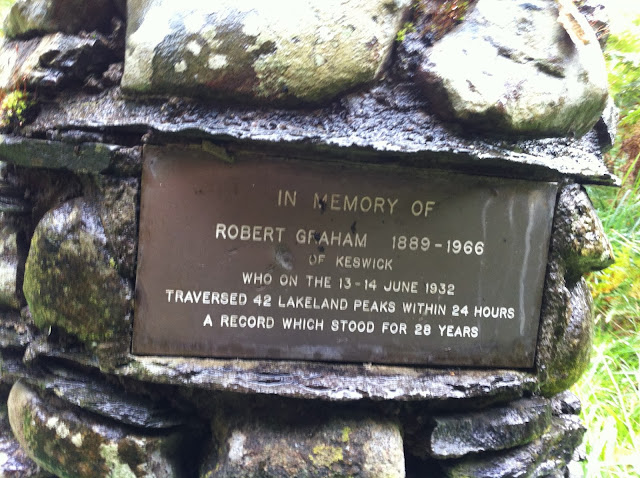 IN MEMORY OF
ROBERT GRAHAM 1889-1966
OF KESWICK
WHO ON THE 13-14 JUNE 1932
TRAVERSED 42 LAKELAND PEAKS WITHIN 24 HOURS
A RECORD WHICH STOOD FOR 28 YEARS